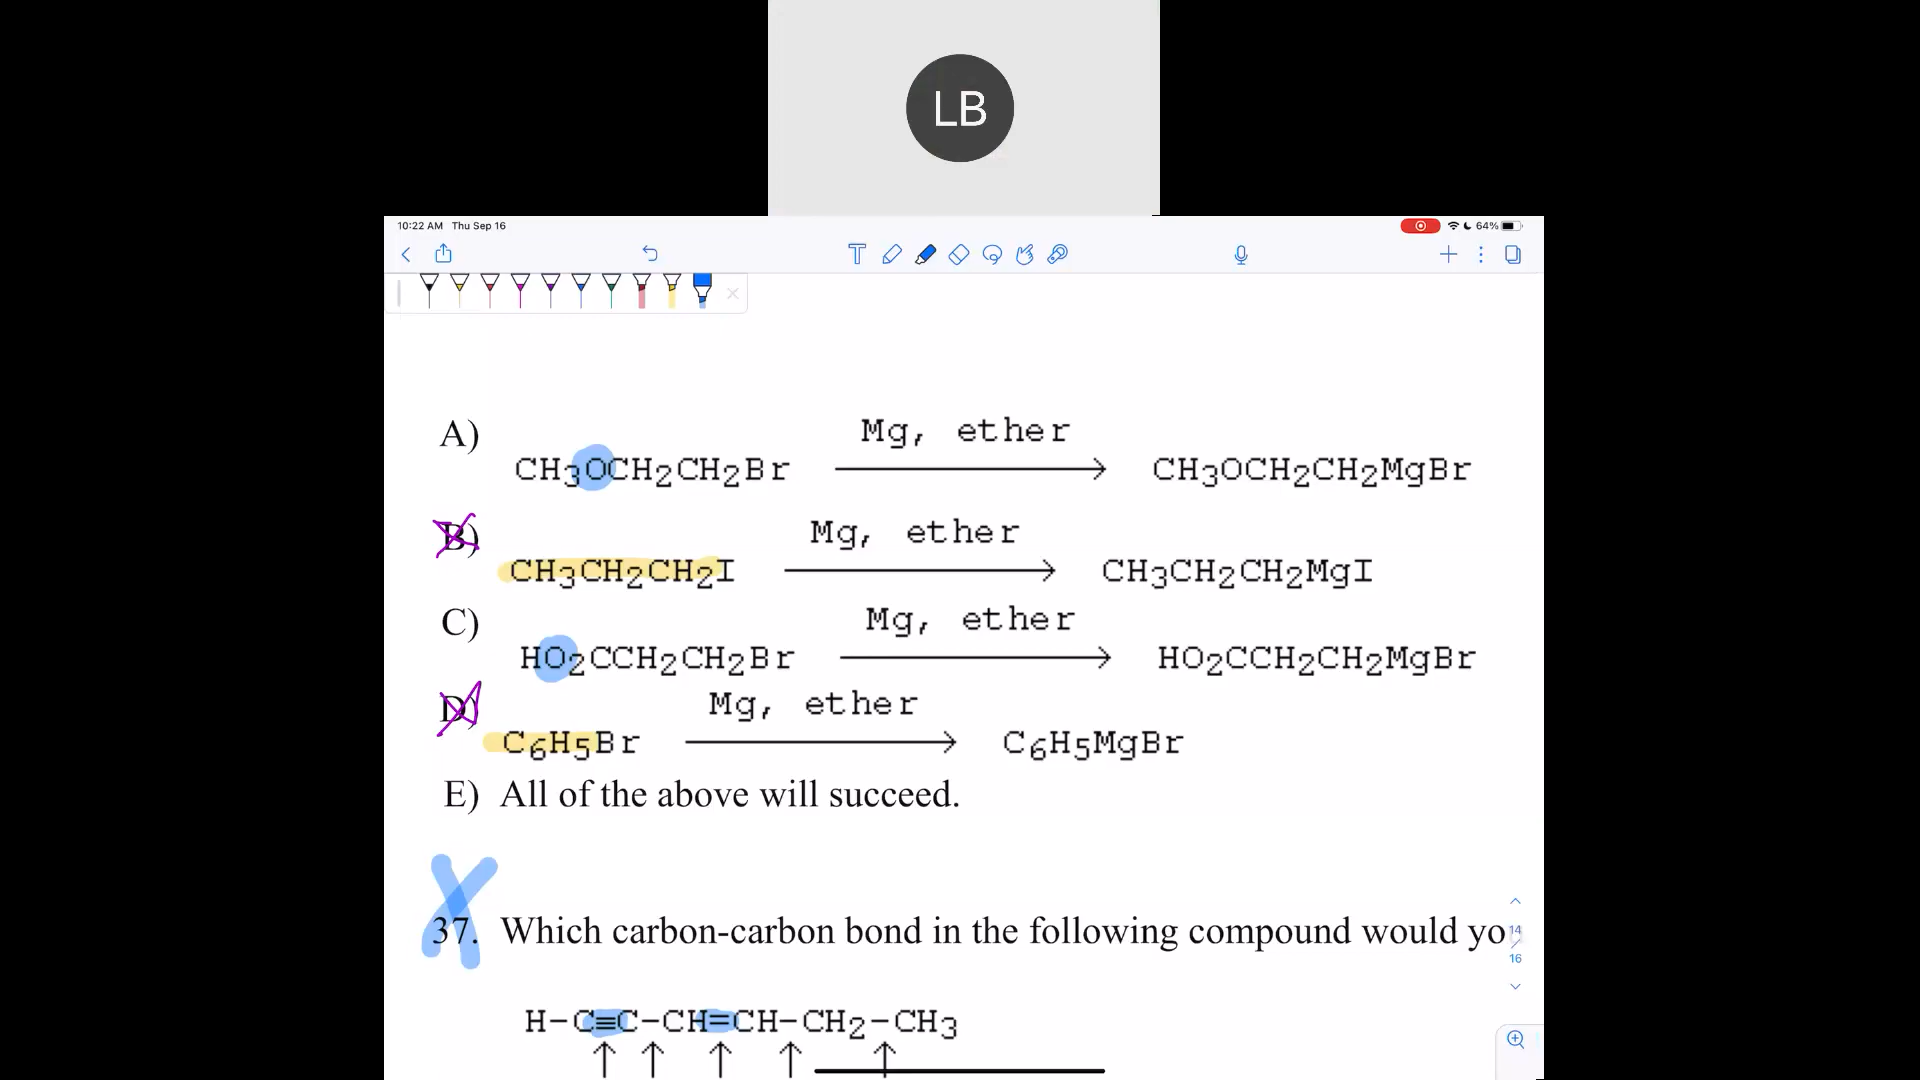 LB
10:22 AM Thu Sep 16
64%
A) Mg, ether
CH3OCH2CH2Br → CH3OCH2CH2MgBr
B) Mg, ether
CH3CH2CH2I → CH3CH2CH2MgI
C) Mg, ether
HO2CCH2CH2Br → HO2CCH2CH2MgBr
D) Mg, ether
C6H5Br → C6H5MgBr
E) All of the above will succeed.
37. Which carbon-carbon bond in the following compound would yo
14
/
16
H-C≡C-CH=CH-CH2-CH3
↑ ↑ ↑ ↑ ↑